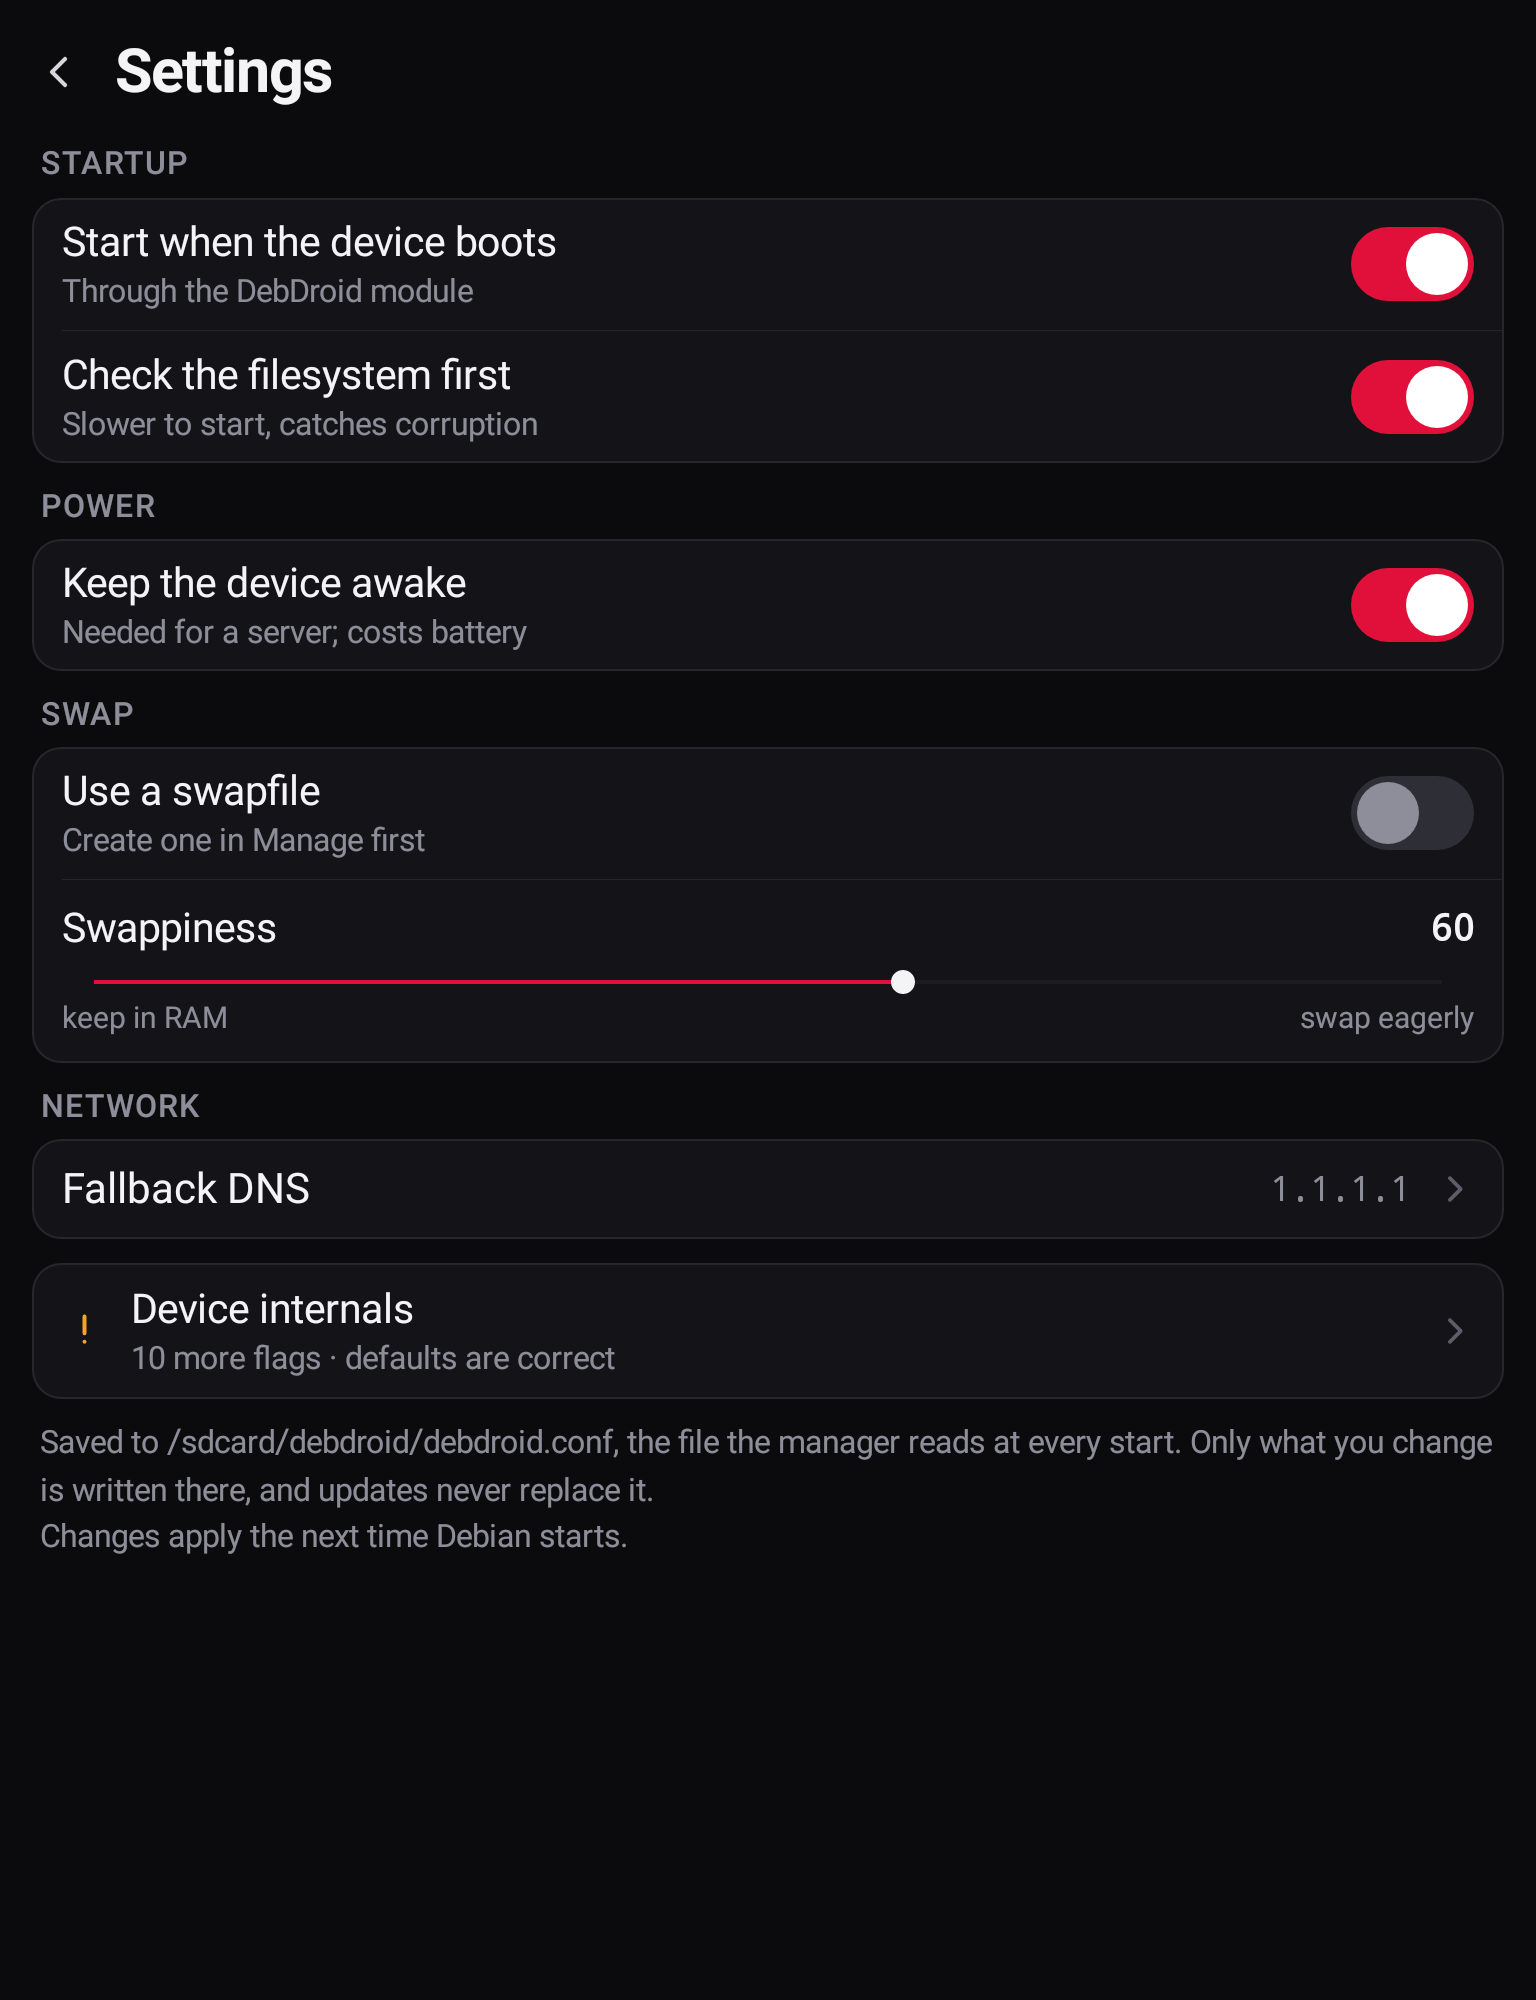 Settings
STARTUP
Start when the device boots
Through the DebDroid module
Check the filesystem first
Slower to start, catches corruption
POWER
Keep the device awake
Needed for a server; costs battery
SWAP
Use a swapfile
Create one in Manage first
Swappiness 60
keep in RAM swap eagerly
NETWORK
Fallback DNS 1.1.1.1
Device internals
10 more flags · defaults are correct
Saved to /sdcard/debdroid/debdroid.conf, the file the manager reads at every start. Only what you change
is written there, and updates never replace it.
Changes apply the next time Debian starts.